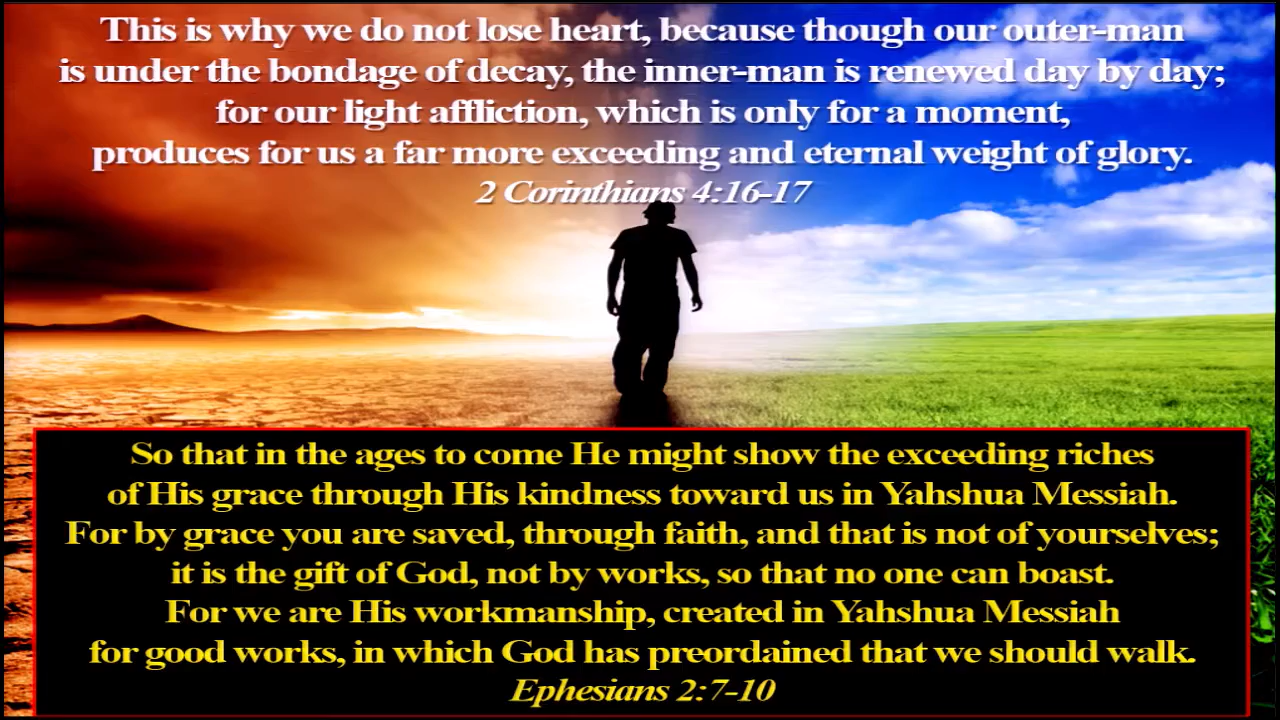 This is why we do not lose heart, because though our outer-man
is under the bondage of decay, the inner-man is renewed day by day;
for our light affliction, which is only for a moment,
produces for us a far more exceeding and eternal weight of glory.
2 Corinthians 4:16-17
So that in the ages to come He might show the exceeding riches
of His grace through His kindness toward us in Yahshua Messiah.
For by grace you are saved, through faith, and that is not of yourselves;
it is the gift of God, not by works, so that no one can boast.
For we are His workmanship, created in Yahshua Messiah
for good works, in which God has preordained that we should walk.
Ephesians 2:7-10